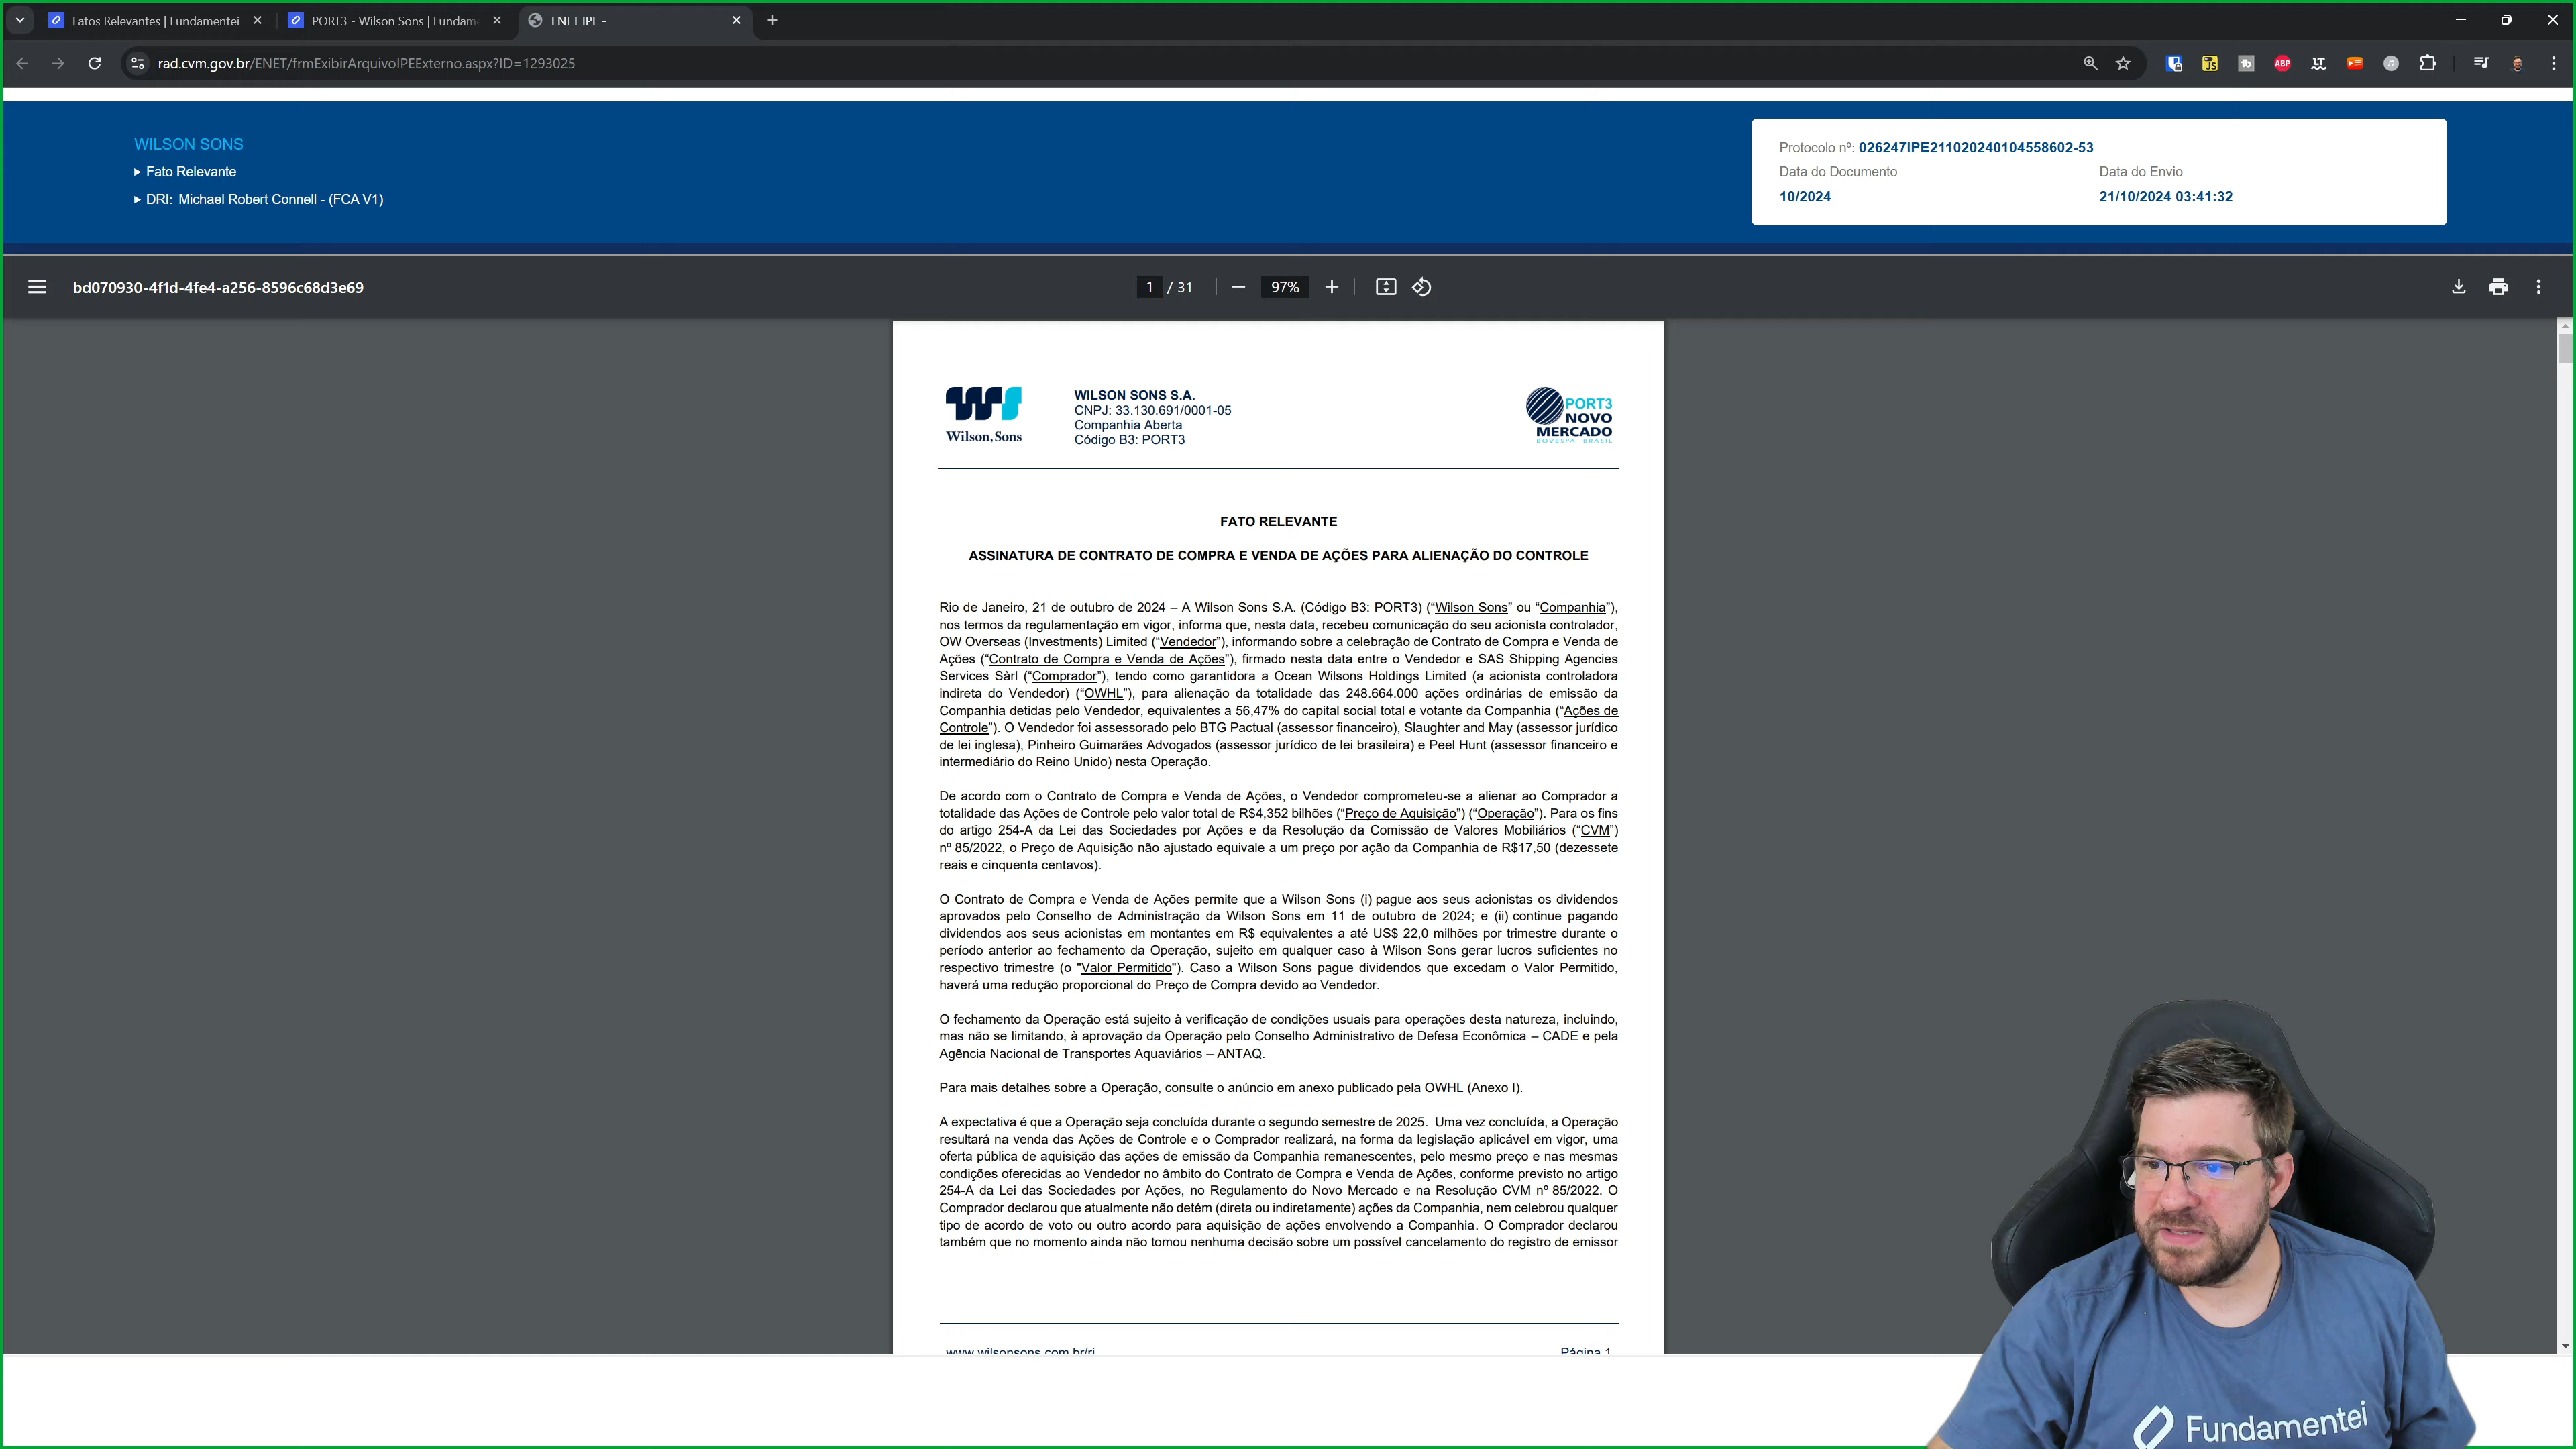 Fatos Relevantes | Fundamentei
PORT3 - Wilson Sons | Fundam
ENET IPE -
rad.cvm.gov.br/ENET/frmExibirArquivoIPEExterno.aspx?ID=1293025
WILSON SONS
Fato Relevante
DRI: Michael Robert Connell - (FCA V1)
Protocolo nº: 026247IPE211020240104558602-53
Data do Documento
Data do Envio
10/2024
21/10/2024 03:41:32
bd070930-4f1d-4fe4-a256-8596c68d3e69
1 / 31
97%
Wilson, Sons
WILSON SONS S.A.
CNPJ: 33.130.691/0001-05
Companhia Aberta
Código B3: PORT3
PORT3
NOVO
MERCADO
BOVESPA BRASIL
FATO RELEVANTE
ASSINATURA DE CONTRATO DE COMPRA E VENDA DE AÇÕES PARA ALIENAÇÃO DO CONTROLE
Rio de Janeiro, 21 de outubro de 2024 – A Wilson Sons S.A. (Código B3: PORT3) (“Wilson Sons” ou “Companhia”),
nos termos da regulamentação em vigor, informa que, nesta data, recebeu comunicação do seu acionista controlador,
OW Overseas (Investments) Limited (“Vendedor”), informando sobre a celebração de Contrato de Compra e Venda de
Ações (“Contrato de Compra e Venda de Ações”), firmado nesta data entre o Vendedor e SAS Shipping Agencies
Services Sàrl (“Comprador”), tendo como garantidora a Ocean Wilsons Holdings Limited (a acionista controladora
indireta do Vendedor) (“OWHL”), para alienação da totalidade das 248.664.000 ações ordinárias de emissão da
Companhia detidas pelo Vendedor, equivalentes a 56,47% do capital social total e votante da Companhia (“Ações de
Controle”). O Vendedor foi assessorado pelo BTG Pactual (assessor financeiro), Slaughter and May (assessor jurídico
de lei inglesa), Pinheiro Guimarães Advogados (assessor jurídico de lei brasileira) e Peel Hunt (assessor financeiro e
intermediário do Reino Unido) nesta Operação.
De acordo com o Contrato de Compra e Venda de Ações, o Vendedor comprometeu-se a alienar ao Comprador a
totalidade das Ações de Controle pelo valor total de R$4,352 bilhões (“Preço de Aquisição”) (“Operação”). Para os fins
do artigo 254-A da Lei das Sociedades por Ações e da Resolução da Comissão de Valores Mobiliários (“CVM”)
nº 85/2022, o Preço de Aquisição não ajustado equivale a um preço por ação da Companhia de R$17,50 (dezessete
reais e cinquenta centavos).
O Contrato de Compra e Venda de Ações permite que a Wilson Sons (i) pague aos seus acionistas os dividendos
aprovados pelo Conselho de Administração da Wilson Sons em 11 de outubro de 2024; e (ii) continue pagando
dividendos aos seus acionistas em montantes em R$ equivalentes a até US$ 22,0 milhões por trimestre durante o
período anterior ao fechamento da Operação, sujeito em qualquer caso à Wilson Sons gerar lucros suficientes no
respectivo trimestre (o "Valor Permitido"). Caso a Wilson Sons pague dividendos que excedam o Valor Permitido,
haverá uma redução proporcional do Preço de Compra devido ao Vendedor.
O fechamento da Operação está sujeito à verificação de condições usuais para operações desta natureza, incluindo,
mas não se limitando, à aprovação da Operação pelo Conselho Administrativo de Defesa Econômica – CADE e pela
Agência Nacional de Transportes Aquaviários – ANTAQ.
Para mais detalhes sobre a Operação, consulte o anúncio em anexo publicado pela OWHL (Anexo I).
A expectativa é que a Operação seja concluída durante o segundo semestre de 2025. Uma vez concluída, a Operação
resultará na venda das Ações de Controle e o Comprador realizará, na forma da legislação aplicável em vigor, uma
oferta pública de aquisição das ações de emissão da Companhia remanescentes, pelo mesmo preço e nas mesmas
condições oferecidas ao Vendedor no âmbito do Contrato de Compra e Venda de Ações, conforme previsto no artigo
254-A da Lei das Sociedades por Ações, no Regulamento do Novo Mercado e na Resolução CVM nº 85/2022. O
Comprador declarou que atualmente não detém (direta ou indiretamente) ações da Companhia, nem celebrou qualquer
tipo de acordo de voto ou outro acordo para aquisição de ações envolvendo a Companhia. O Comprador declarou
também que no momento ainda não tomou nenhuma decisão sobre um possível cancelamento do registro de emissor
www.wilsonsons.com.br/ri
Página 1
Fundamentei